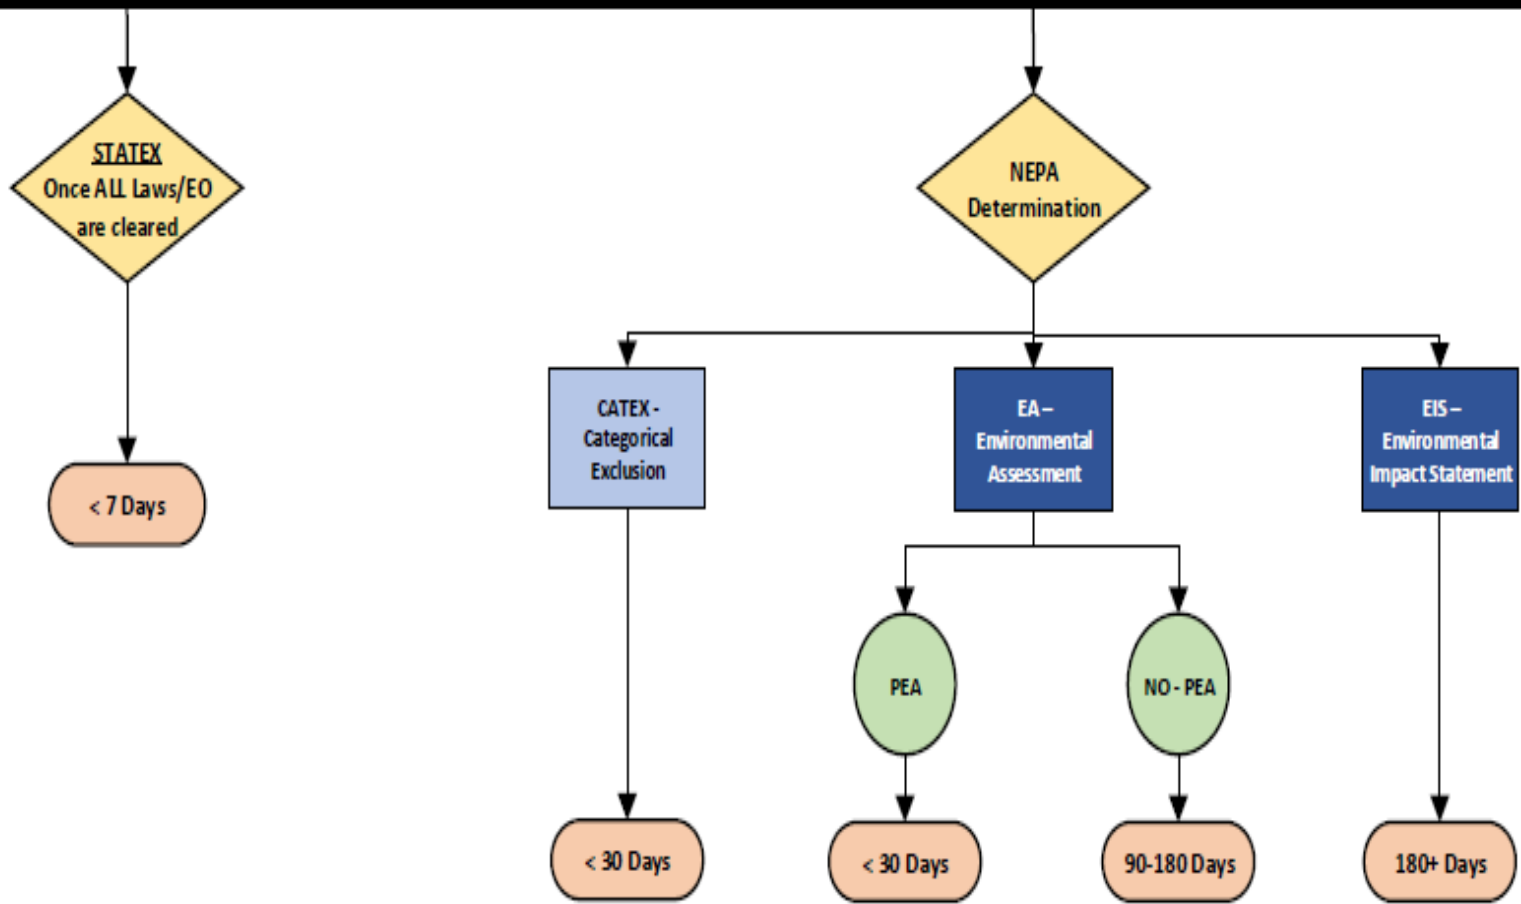 STATEX
Once ALL Laws/EO
are cleared
NEPA
Determination
CATEX -
Categorical
Exclusion
EA –
Environmental
Assessment
EIS –
Environmental
Impact Statement
< 7 Days
PEA
NO - PEA
< 30 Days
< 30 Days
90-180 Days
180+ Days